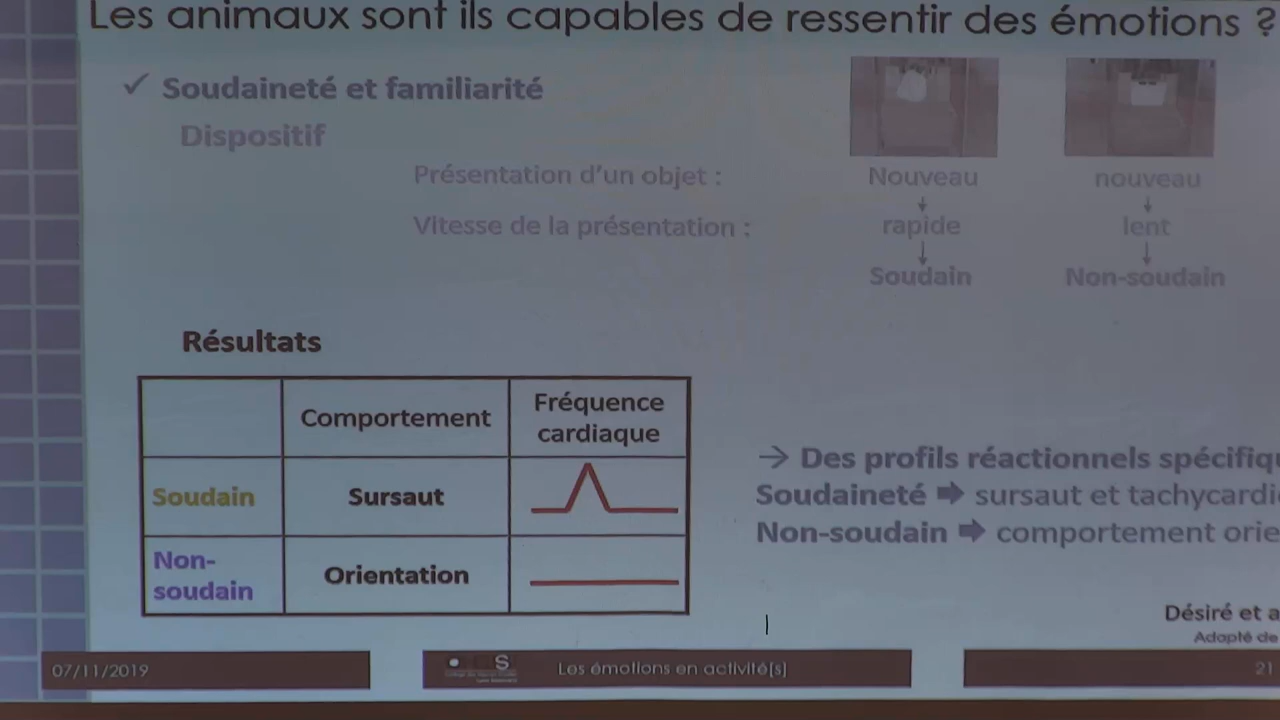 Les animaux sont ils capables de ressentir des émotions ?
✓ Soudaineté et familiarité
Dispositif
Présentation d'un objet : Nouveau nouveau
Vitesse de la présentation : rapide lent
Soudain Non-soudain
Résultats
Comportement Fréquence cardiaque
Soudain Sursaut
Non-soudain Orientation
→ Des profils réactionnels spécifiqu
Soudaineté ➡ sursaut et tachycardi
Non-soudain ➡ comportement orie
Désiré et a
Adapté de
07/11/2019 S Les émotions en activité[s] 21